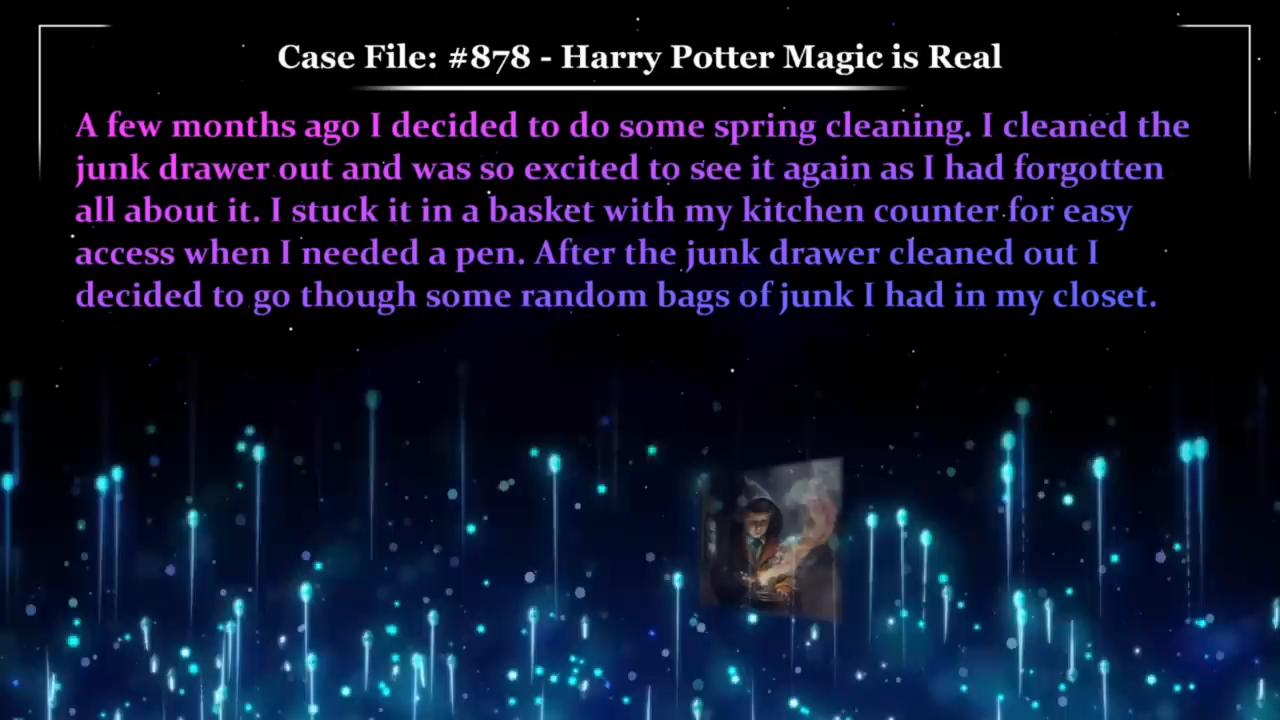 Case File: #878 - Harry Potter Magic is Real
A few months ago I decided to do some spring cleaning. I cleaned the
junk drawer out and was so excited to see it again as I had forgotten
all about it. I stuck it in a basket with my kitchen counter for easy
access when I needed a pen. After the junk drawer cleaned out I
decided to go though some random bags of junk I had in my closet.